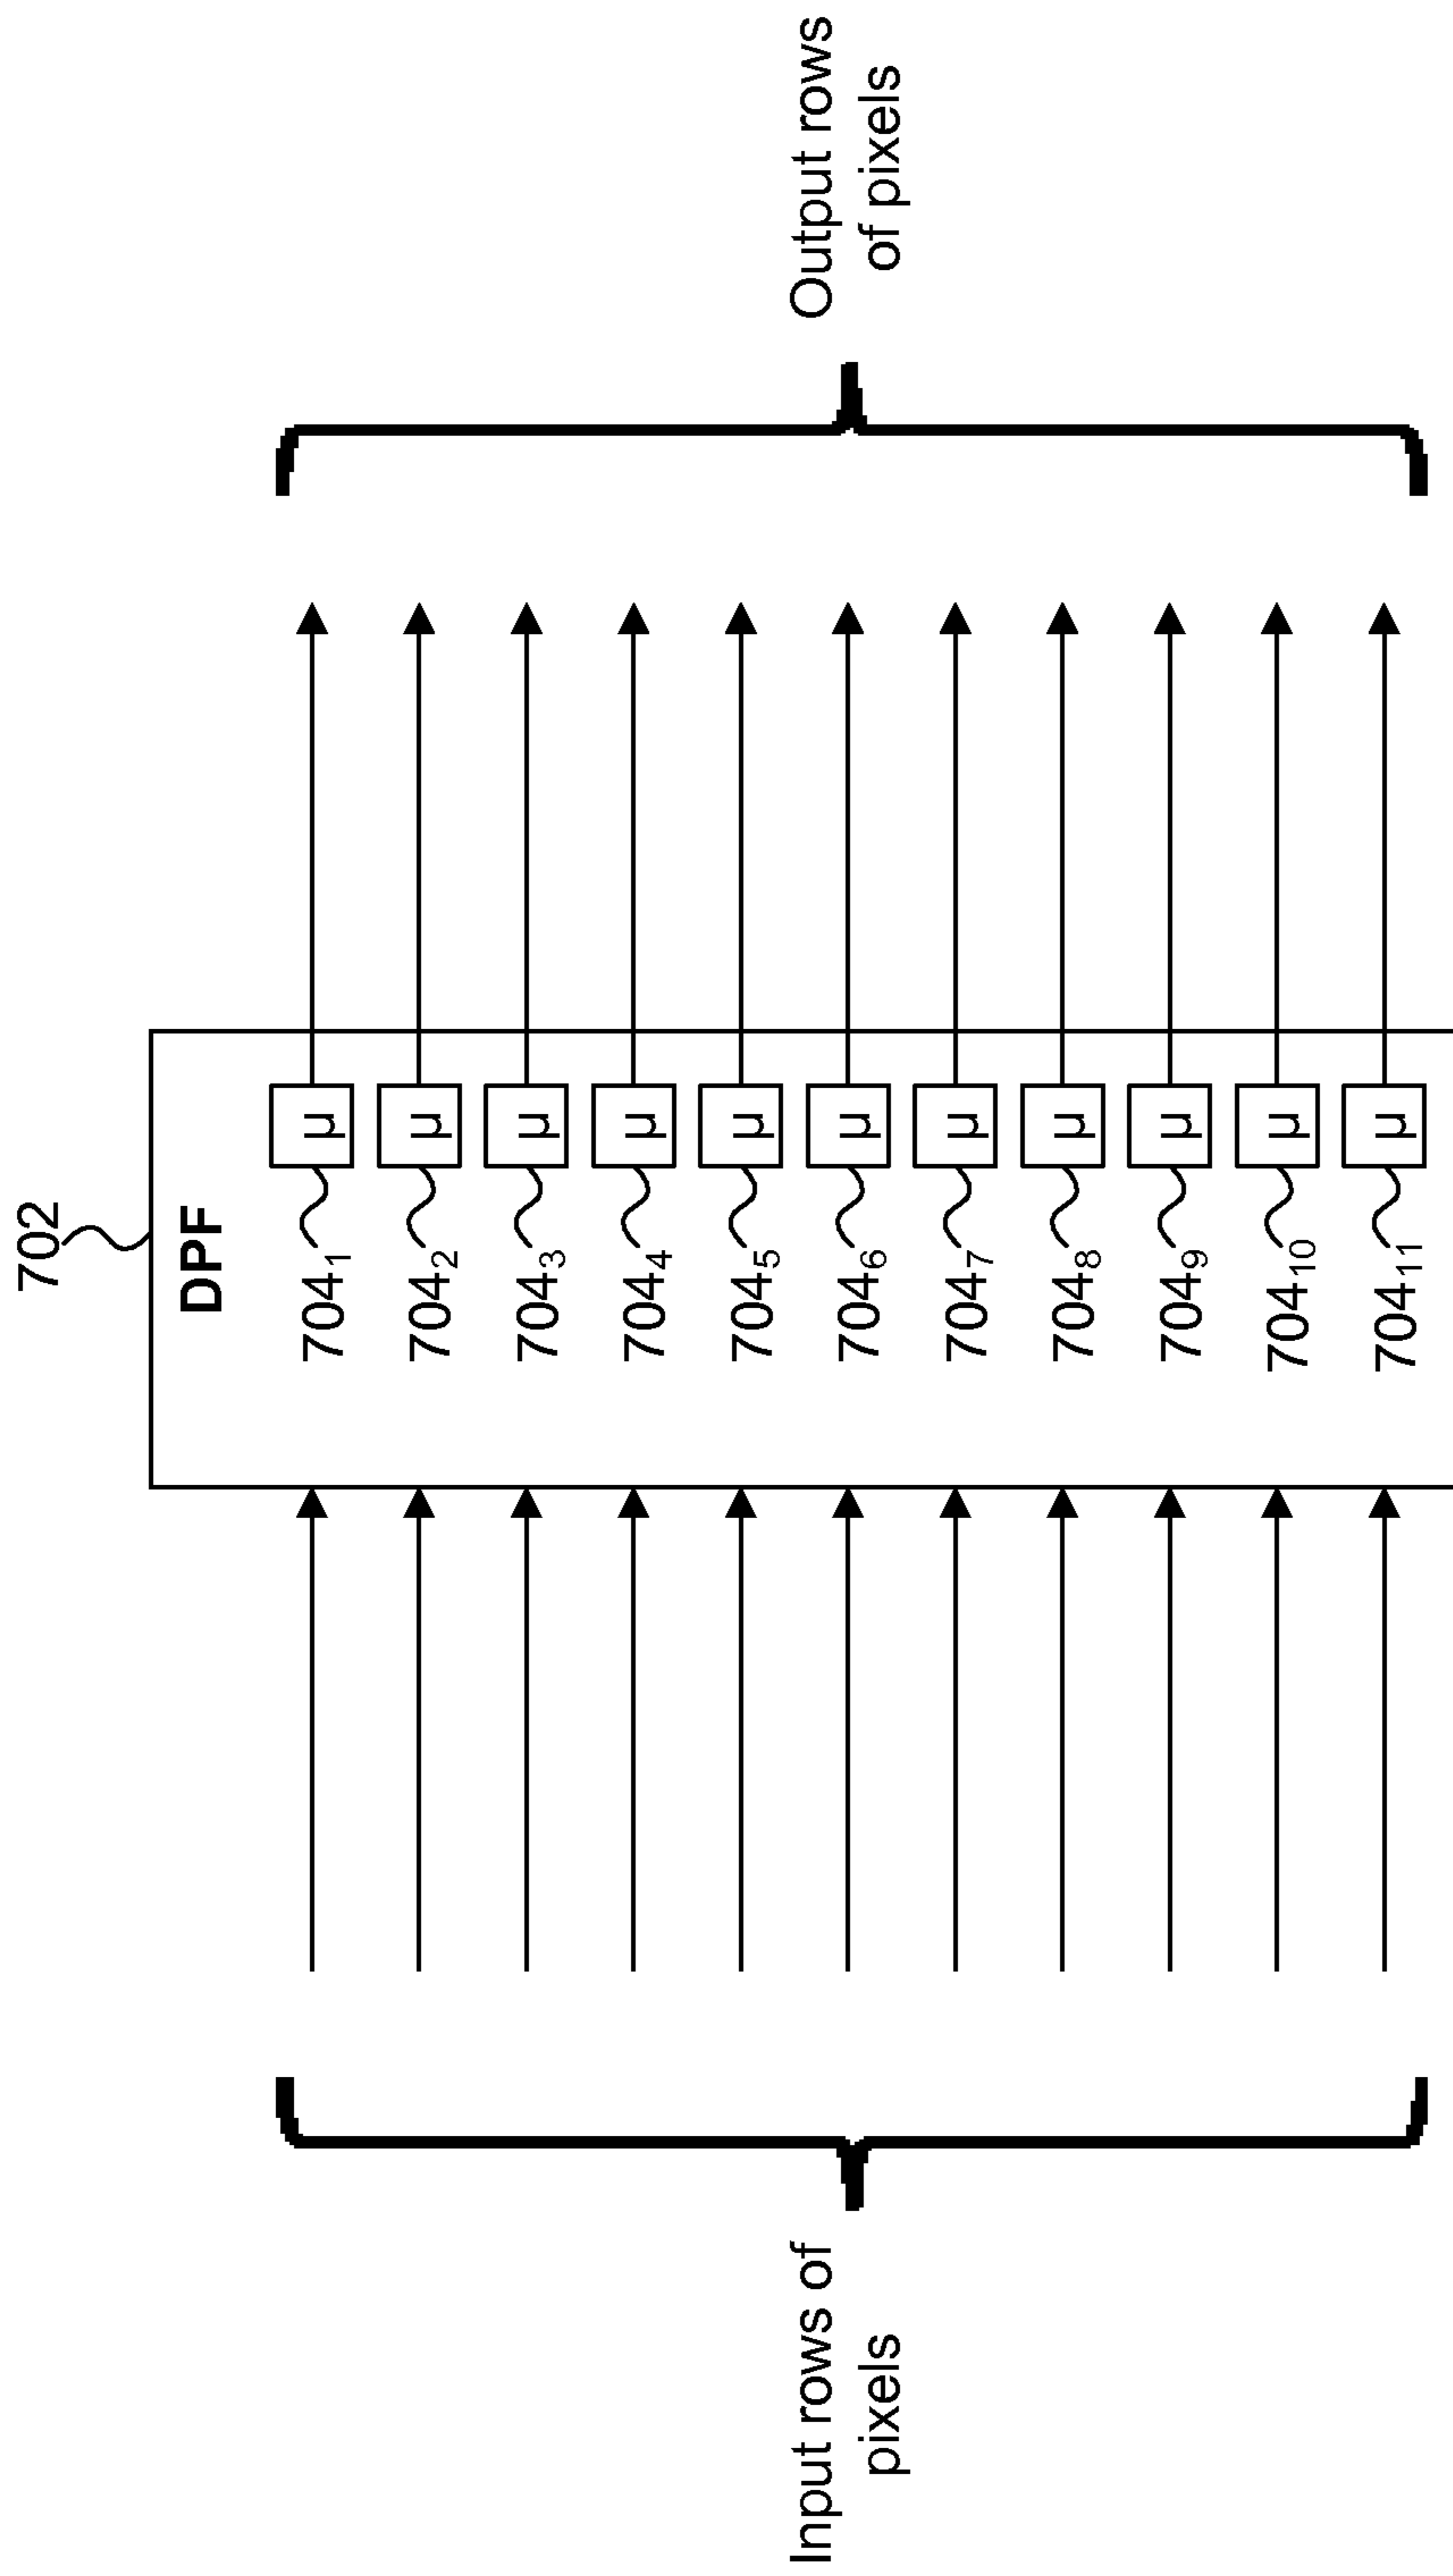 702
DPF
Input rows of
pixels
704₁
μ
704₂
μ
704₃
μ
704₄
μ
704₅
μ
704₆
μ
704₇
μ
704₈
μ
704₉
μ
704₁₀
μ
704₁₁
μ
Output rows
of pixels